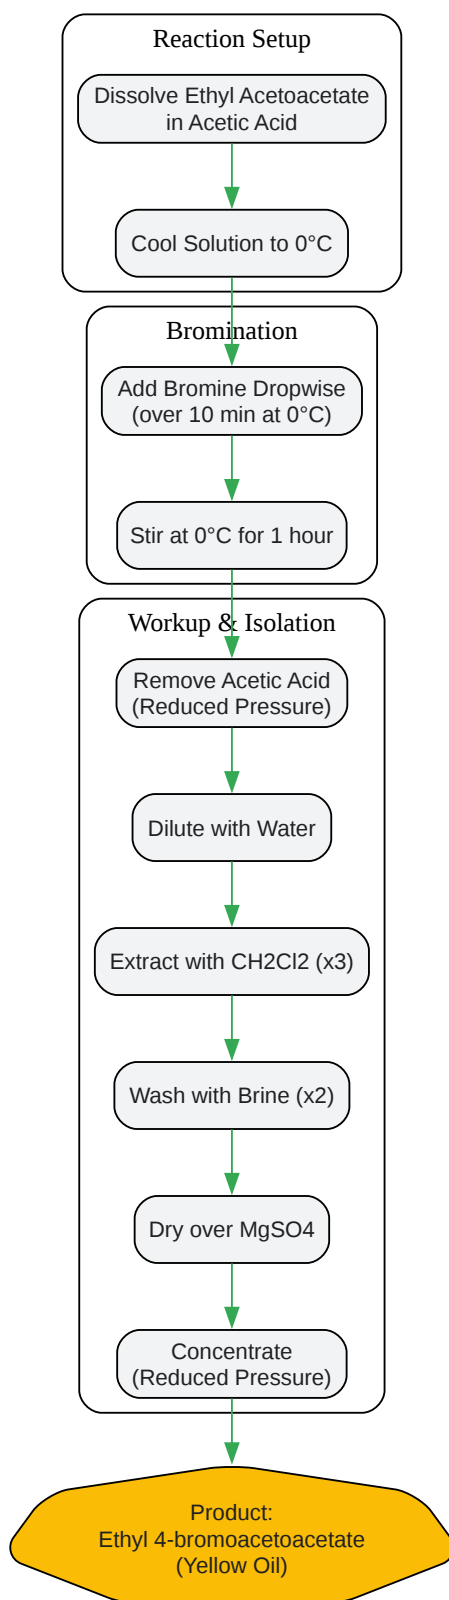 Reaction Setup
Dissolve Ethyl Acetoacetate
in Acetic Acid
Cool Solution to 0°C
Bromination
Add Bromine Dropwise
(over 10 min at 0°C)
Stir at 0°C for 1 hour
Workup & Isolation
Remove Acetic Acid
(Reduced Pressure)
Dilute with Water
Extract with CH2Cl2 (x3)
Wash with Brine (x2)
Dry over MgSO4
Concentrate
(Reduced Pressure)
Product:
Ethyl 4-bromoacetoacetate
(Yellow Oil)